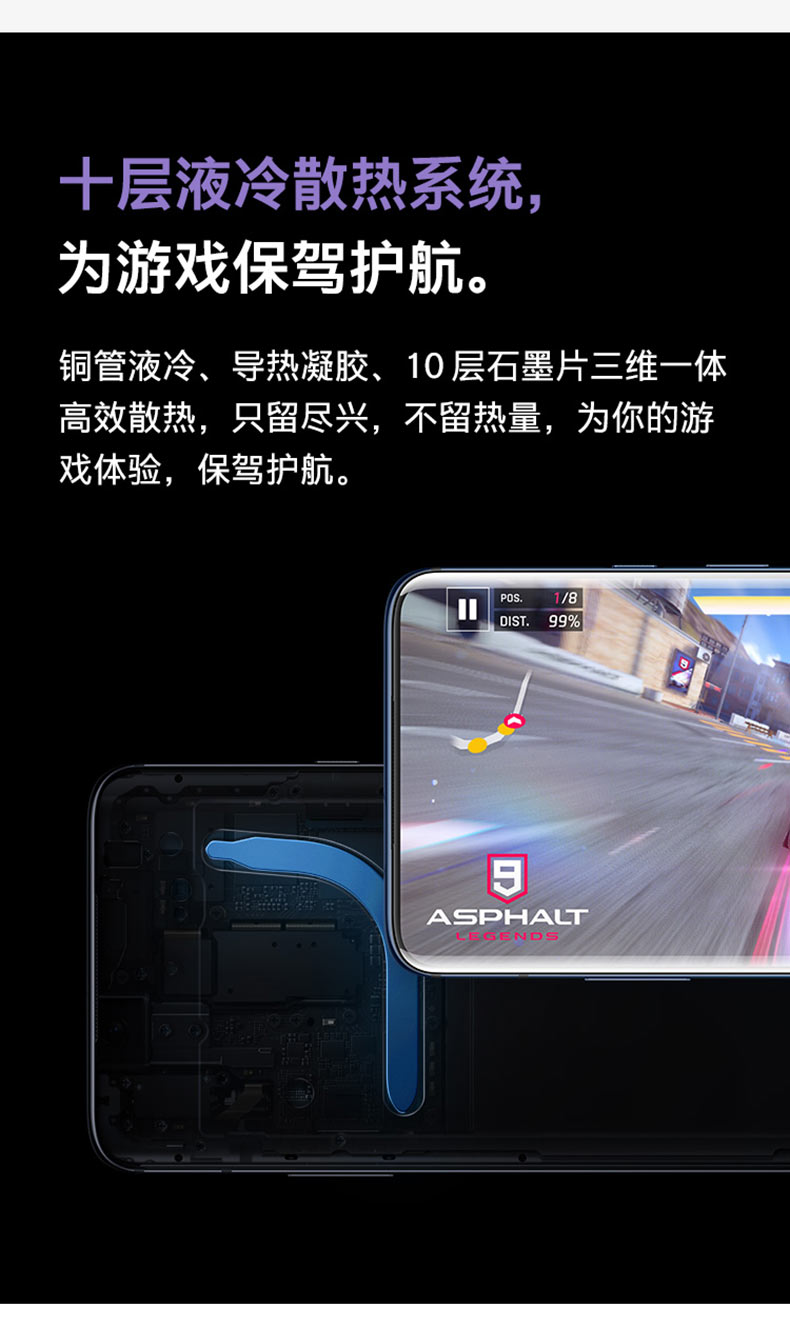 十层液冷散热系统,
为游戏保驾护航。
铜管液冷、导热凝胶、10 层石墨片三维一体
高效散热，只留尽兴，不留热量，为你的游
戏体验，保驾护航。
POS. 1/8
DIST. 99%
9
ASPHALT
LEGENDS